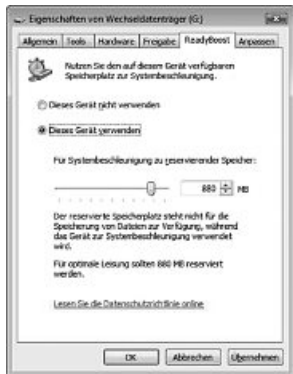 Eigenschaften von Wechseldatenträger (G:)
Allgemein Tools Hardware Freigabe ReadyBoost Anpassen
Nutzen Sie den auf diesem Gerät verfügbaren
Speicherplatz zur Systembeschleunigung.
Dieses Gerät nicht verwenden
Dieses Gerät verwenden
Für Systembeschleunigung zu reservierender Speicher:
880 MB
Der reservierte Speicherplatz steht nicht für die
Speicherung von Dateien zur Verfügung, während
das Gerät zur Systembeschleunigung verwendet
wird.
Für optimale Leisung sollten 880 MB reserviert
werden.
Lesen Sie die Datenschutzrichtlinie online
OK Abbrechen Übernehmen